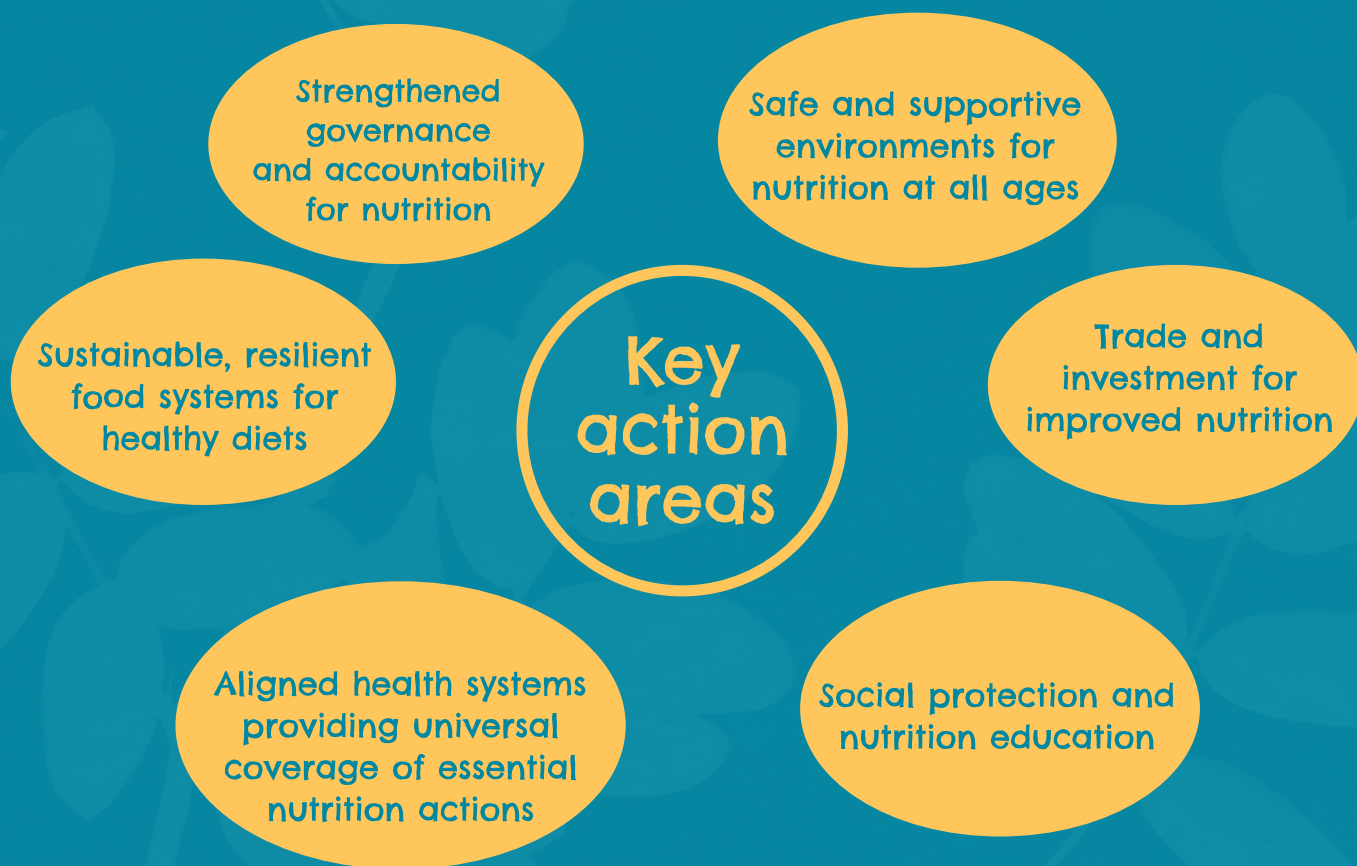 Strengthened
governance
and accountability
for nutrition
Safe and supportive
environments for
nutrition at all ages
Sustainable, resilient
food systems for
healthy diets
Key
action
areas
Trade and
investment for
improved nutrition
Aligned health systems
providing universal
coverage of essential
nutrition actions
Social protection and
nutrition education